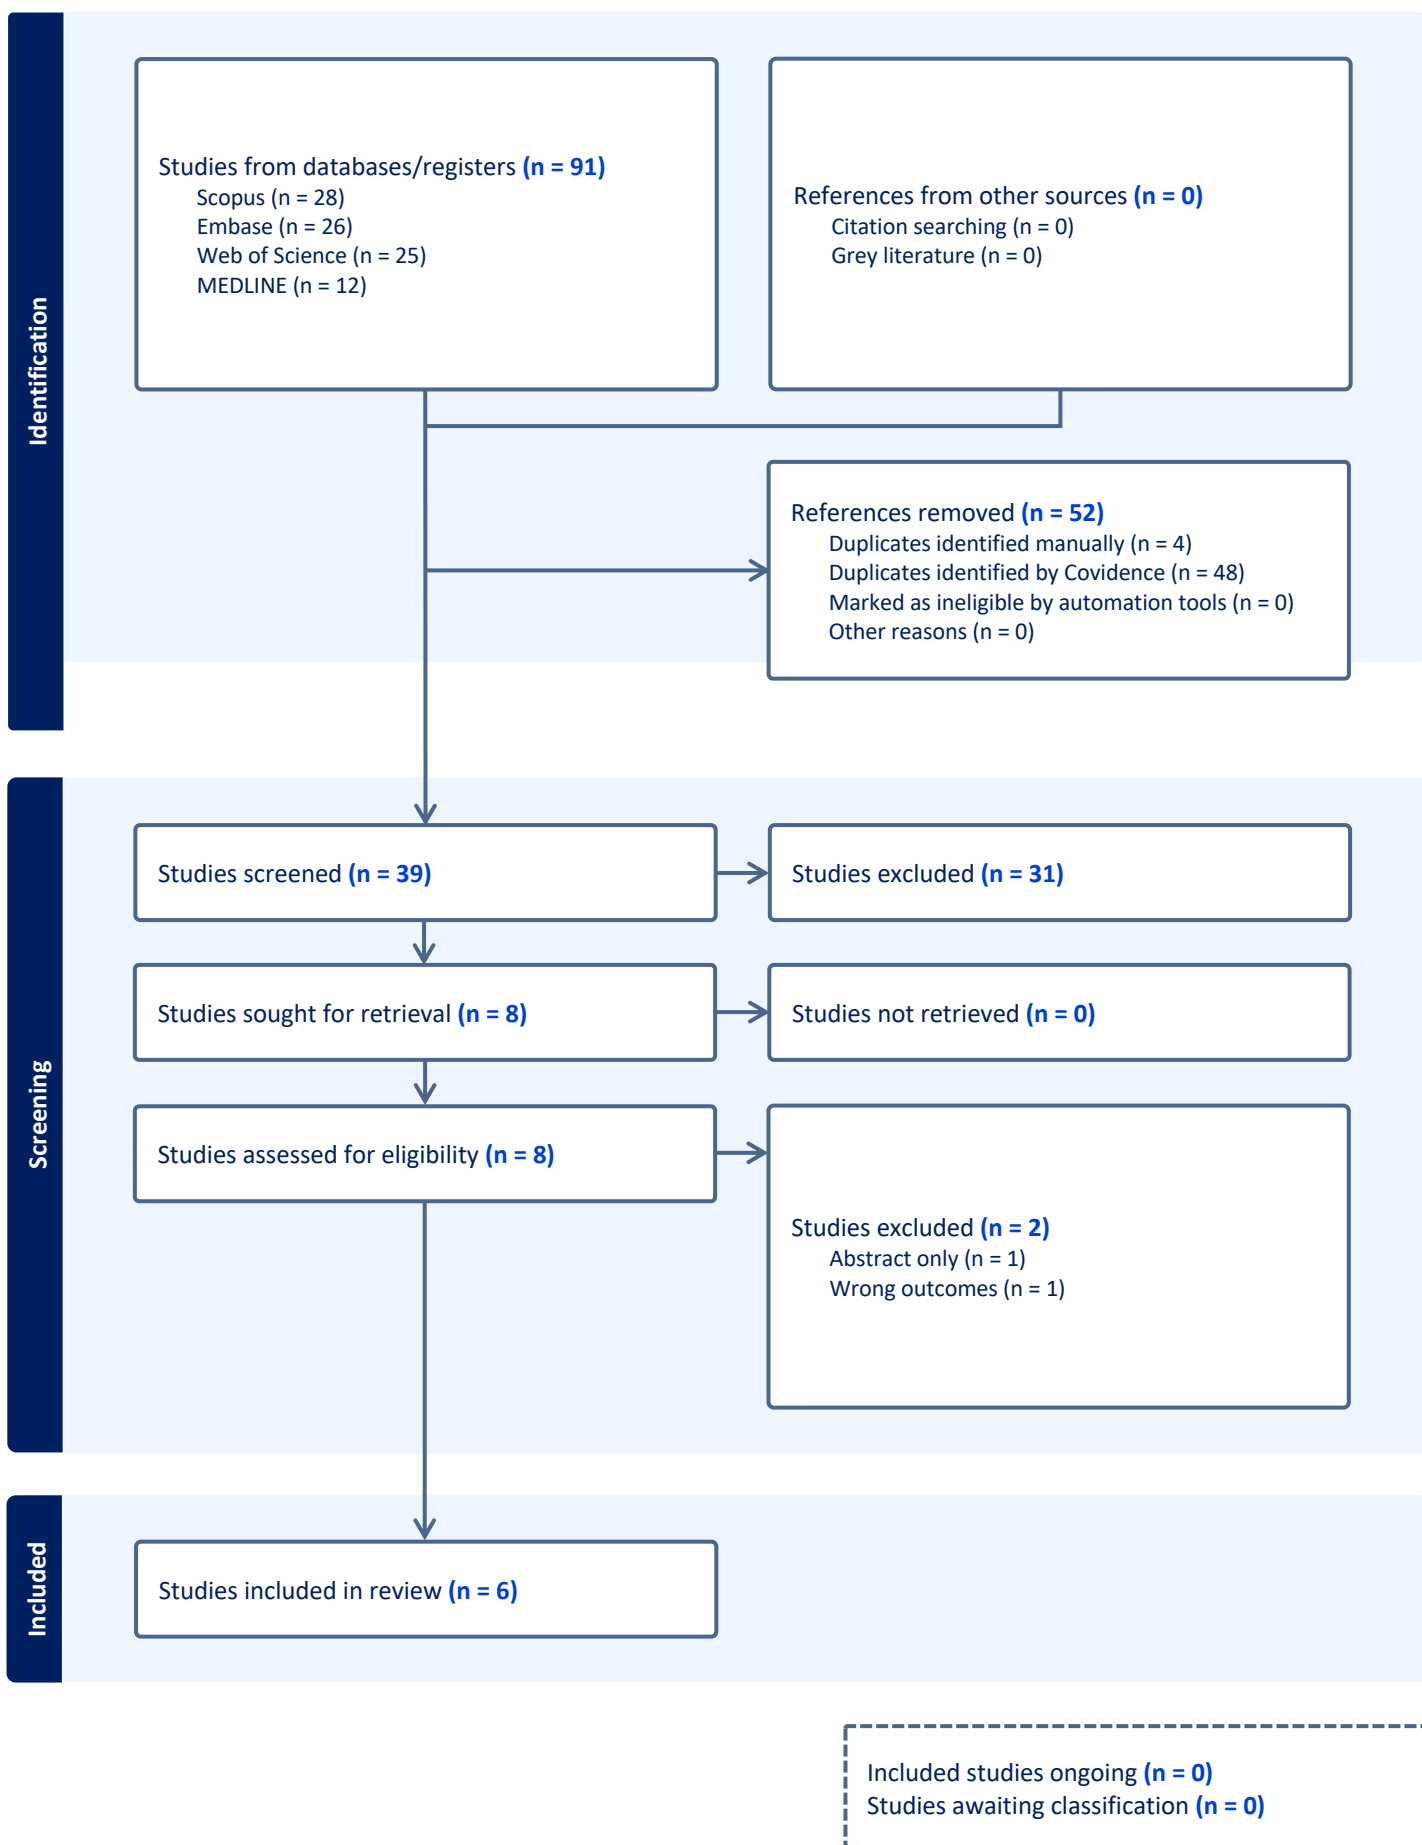 Identification
Studies from databases/registers (n = 91)
Scopus (n = 28)
Embase (n = 26)
Web of Science (n = 25)
MEDLINE (n = 12)
References from other sources (n = 0)
Citation searching (n = 0)
Grey literature (n = 0)
References removed (n = 52)
Duplicates identified manually (n = 4)
Duplicates identified by Covidence (n = 48)
Marked as ineligible by automation tools (n = 0)
Other reasons (n = 0)
Screening
Studies screened (n = 39)
Studies excluded (n = 31)
Studies sought for retrieval (n = 8)
Studies not retrieved (n = 0)
Studies assessed for eligibility (n = 8)
Studies excluded (n = 2)
Abstract only (n = 1)
Wrong outcomes (n = 1)
Included
Studies included in review (n = 6)
Included studies ongoing (n = 0)
Studies awaiting classification (n = 0)